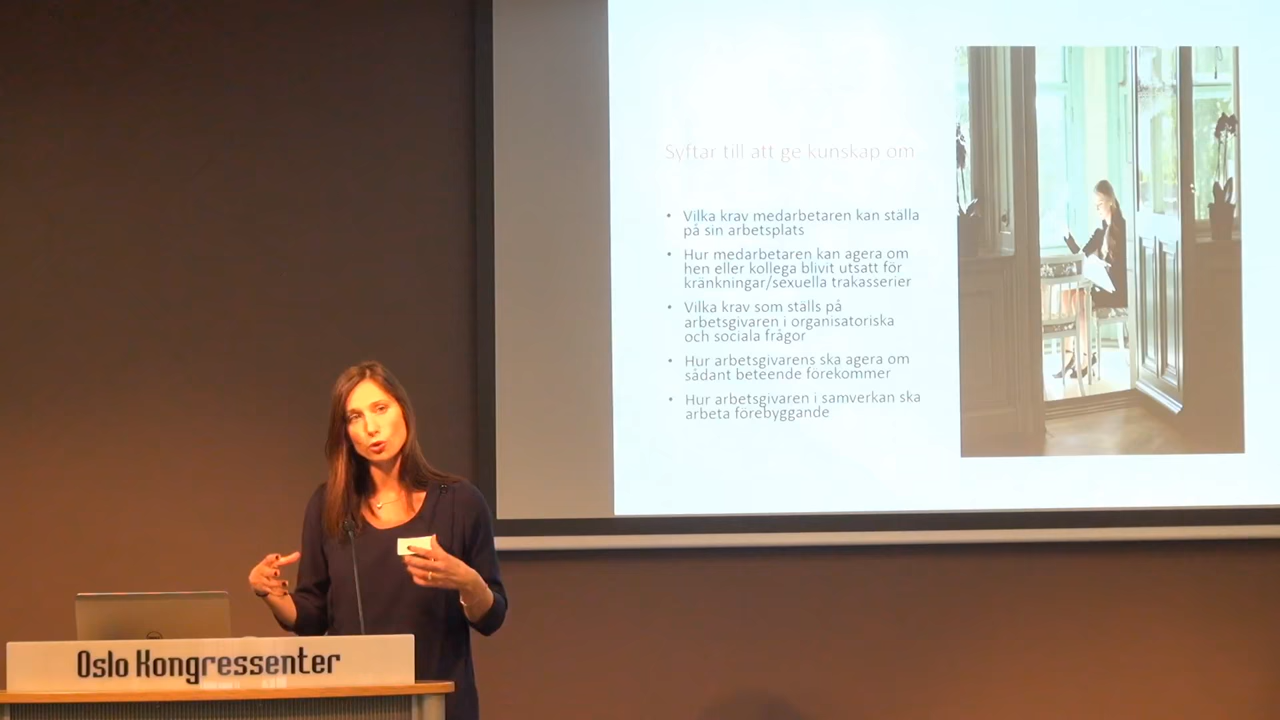 Syftar till att ge kunskap om
• Vilka krav medarbetaren kan ställa
på sin arbetsplats
• Hur medarbetaren kan agera om
hen eller kollega blivit utsatt för
kränkningar/sexuella trakasserier
• Vilka krav som ställs på
arbetsgivaren i organisatoriska
och sociala frågor
• Hur arbetsgivarens ska agera om
sådant beteende förekommer
• Hur arbetsgivaren i samverkan ska
arbeta förebyggande
Oslo Kongressenter